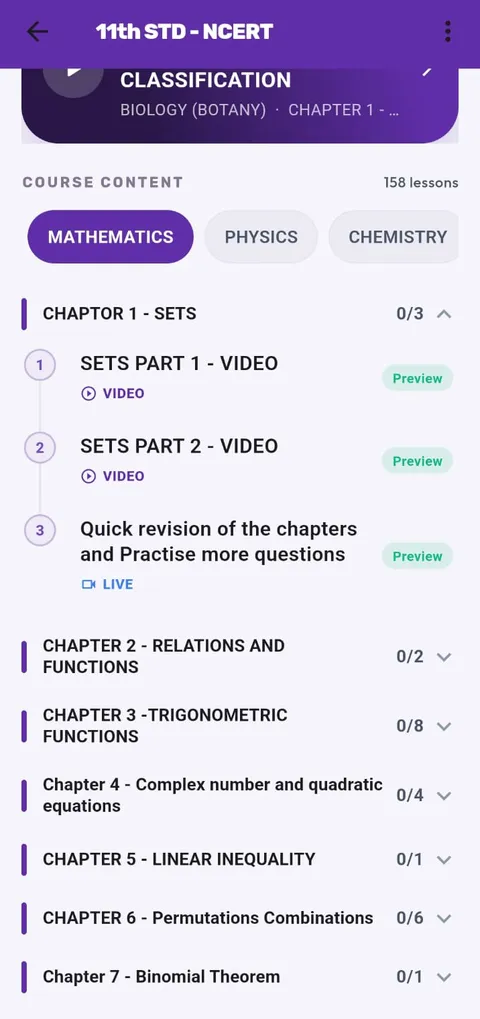 11th STD - NCERT
CLASSIFICATION
BIOLOGY (BOTANY) · CHAPTER 1 - ...
COURSE CONTENT
158 lessons
MATHEMATICS
PHYSICS
CHEMISTRY
CHAPTOR 1 - SETS
0/3
1
SETS PART 1 - VIDEO
VIDEO
Preview
2
SETS PART 2 - VIDEO
VIDEO
Preview
3
Quick revision of the chapters
and Practise more questions
LIVE
Preview
CHAPTER 2 - RELATIONS AND
FUNCTIONS
0/2
CHAPTER 3 -TRIGONOMETRIC
FUNCTIONS
0/8
Chapter 4 - Complex number and quadratic
equations
0/4
CHAPTER 5 - LINEAR INEQUALITY
0/1
CHAPTER 6 - Permutations Combinations
0/6
Chapter 7 - Binomial Theorem
0/1